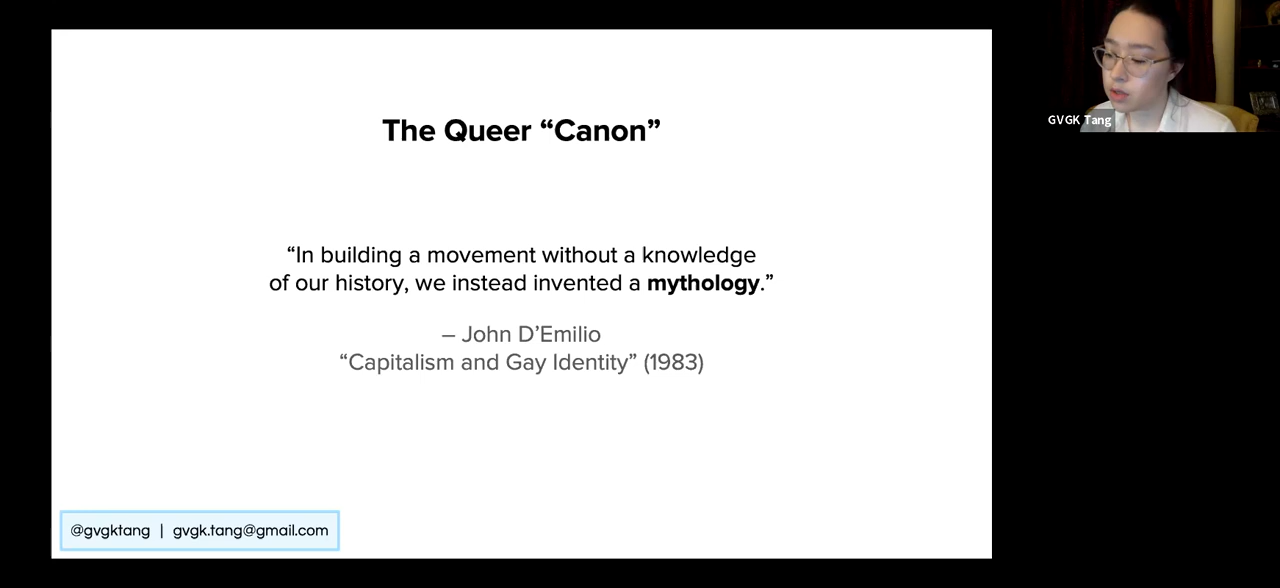 The Queer “Canon”
“In building a movement without a knowledge
of our history, we instead invented a mythology.”
– John D’Emilio
“Capitalism and Gay Identity” (1983)
@gvgktang | gvgk.tang@gmail.com
GVGK Tang